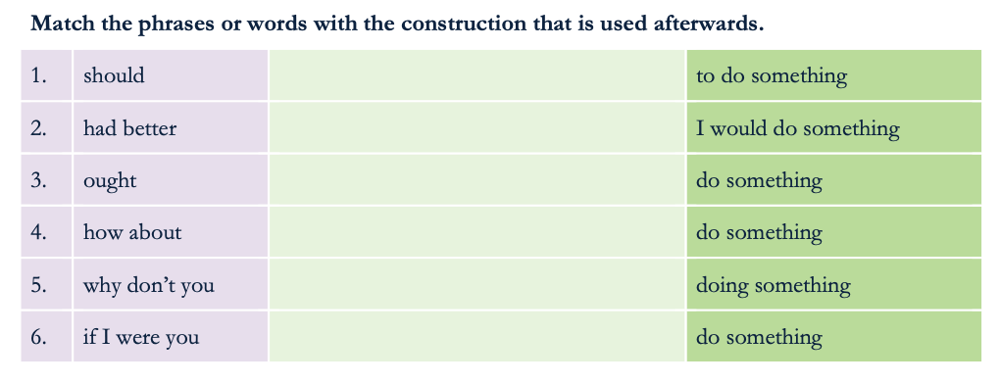 Match the phrases or words with the construction that is used afterwards.
1. should to do something
2. had better I would do something
3. ought do something
4. how about do something
5. why don’t you doing something
6. if I were you do something